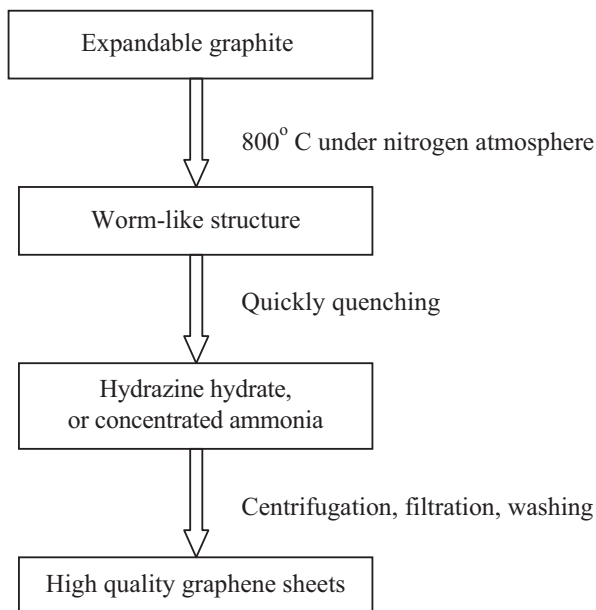 Expandable graphite
800° C under nitrogen atmosphere
Worm-like structure
Quickly quenching
Hydrazine hydrate,
or concentrated ammonia
Centrifugation, filtration, washing
High quality graphene sheets